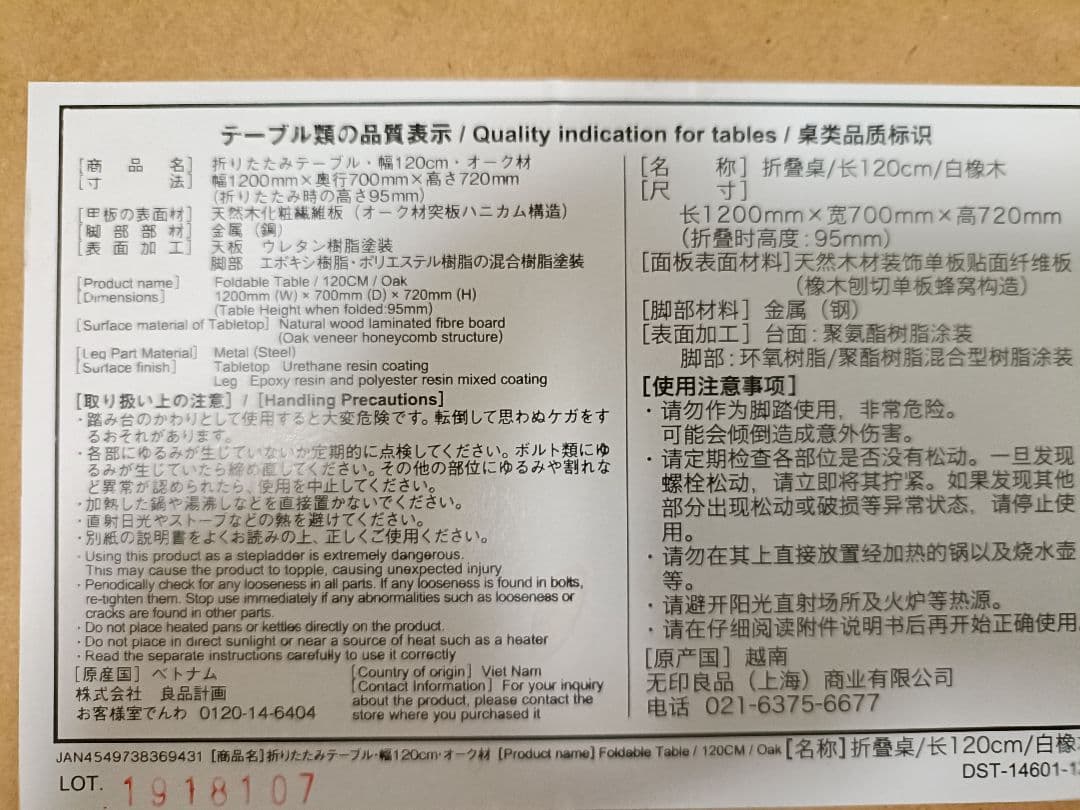 テーブル類の品質表示 / Quality indication for tables / 桌类品质标识
[商品名] 折りたたみテーブル・幅120cm・オーク材
[寸法] 幅1200mm×奥行700mm×高さ720mm
(折りたたみ時の高さ95mm)
[甲板の表面材] 天然木化粧繊維板(オーク材突板ハニカム構造)
[脚部部材] 金属(鋼)
[表面加工] 天板 ウレタン樹脂塗装
脚部 エポキシ樹脂・ポリエステル樹脂の混合樹脂塗装
[Product name] Foldable Table / 120CM / Oak
[Dimensions] 1200mm (W) × 700mm (D) × 720mm (H)
(Table Height when folded:95mm)
[Surface material of Tabletop] Natural wood laminated fibre board
(Oak veneer honeycomb structure)
[Leg Part Material] Metal (Steel)
[Surface finish] Tabletop Urethane resin coating
Leg Epoxy resin and polyester resin mixed coating
[取り扱い上の注意] / [Handling Precautions]
・踏み台のかわりとして使用すると大変危険です。転倒して思わぬケガをす
るおそれがあります。
・各部にゆるみが生じていないか定期的に点検してください。ボルト類にゆ
るみが生じていたら締め直してください。その他の部位にゆるみや割れな
ど異常が認められたら、使用を中止してください。
・加熱した鍋や湯沸しなどを直接置かないでください。
・直射日光やストーブなどの熱を避けてください。
・別紙の説明書をよくお読みの上、正しくご使用ください。
・Using this product as a stepladder is extremely dangerous.
This may cause the product to topple, causing unexpected injury
・Periodically check for any looseness in all parts. If any looseness is found in bolts,
re-tighten them. Stop use immediately if any abnormalities such as looseness or
cracks are found in other parts.
・Do not place heated pans or kettles directly on the product.
・Do not place in direct sunlight or near a source of heat such as a heater
・Read the separate instructions carefully to use it correctly
[原産国] ベトナム
株式会社 良品計画
お客様室でんわ 0120-14-6404
[Country of origin] Viet Nam
[Contact Information] For your inquiry
about the product, please contact the
store where you purchased it
[名称] 折叠桌/长120cm/白橡木
[尺寸]
长1200mm×宽700mm×高720mm
(折叠时高度:95mm)
[面板表面材料] 天然木材装饰单板贴面纤维板
(橡木刨切单板蜂窝构造)
[脚部材料] 金属(钢)
[表面加工] 台面:聚氨酯树脂涂装
脚部:环氧树脂/聚酯树脂混合型树脂涂装
[使用注意事项]
・请勿作为脚踏使用,非常危险。
可能会倾倒造成意外伤害。
・请定期检查各部位是否没有松动。一旦发现
螺栓松动,请立即将其拧紧。如果发现其他
部分出现松动或破损等异常状态,请停止使
用。
・请勿在其上直接放置经加热的锅以及烧水壶
等。
・请避开阳光直射场所及火炉等热源。
・请在仔细阅读附件说明书后再开始正确使用
[原产国] 越南
无印良品(上海)商业有限公司
电话 021-6375-6677
JAN4549738369431 [商品名]折りたたみテーブル・幅120cm・オーク材 [Product name] Foldable Table / 120CM / Oak [名称] 折叠桌/长120cm/白橡
DST-14601-1
LOT. 1918107